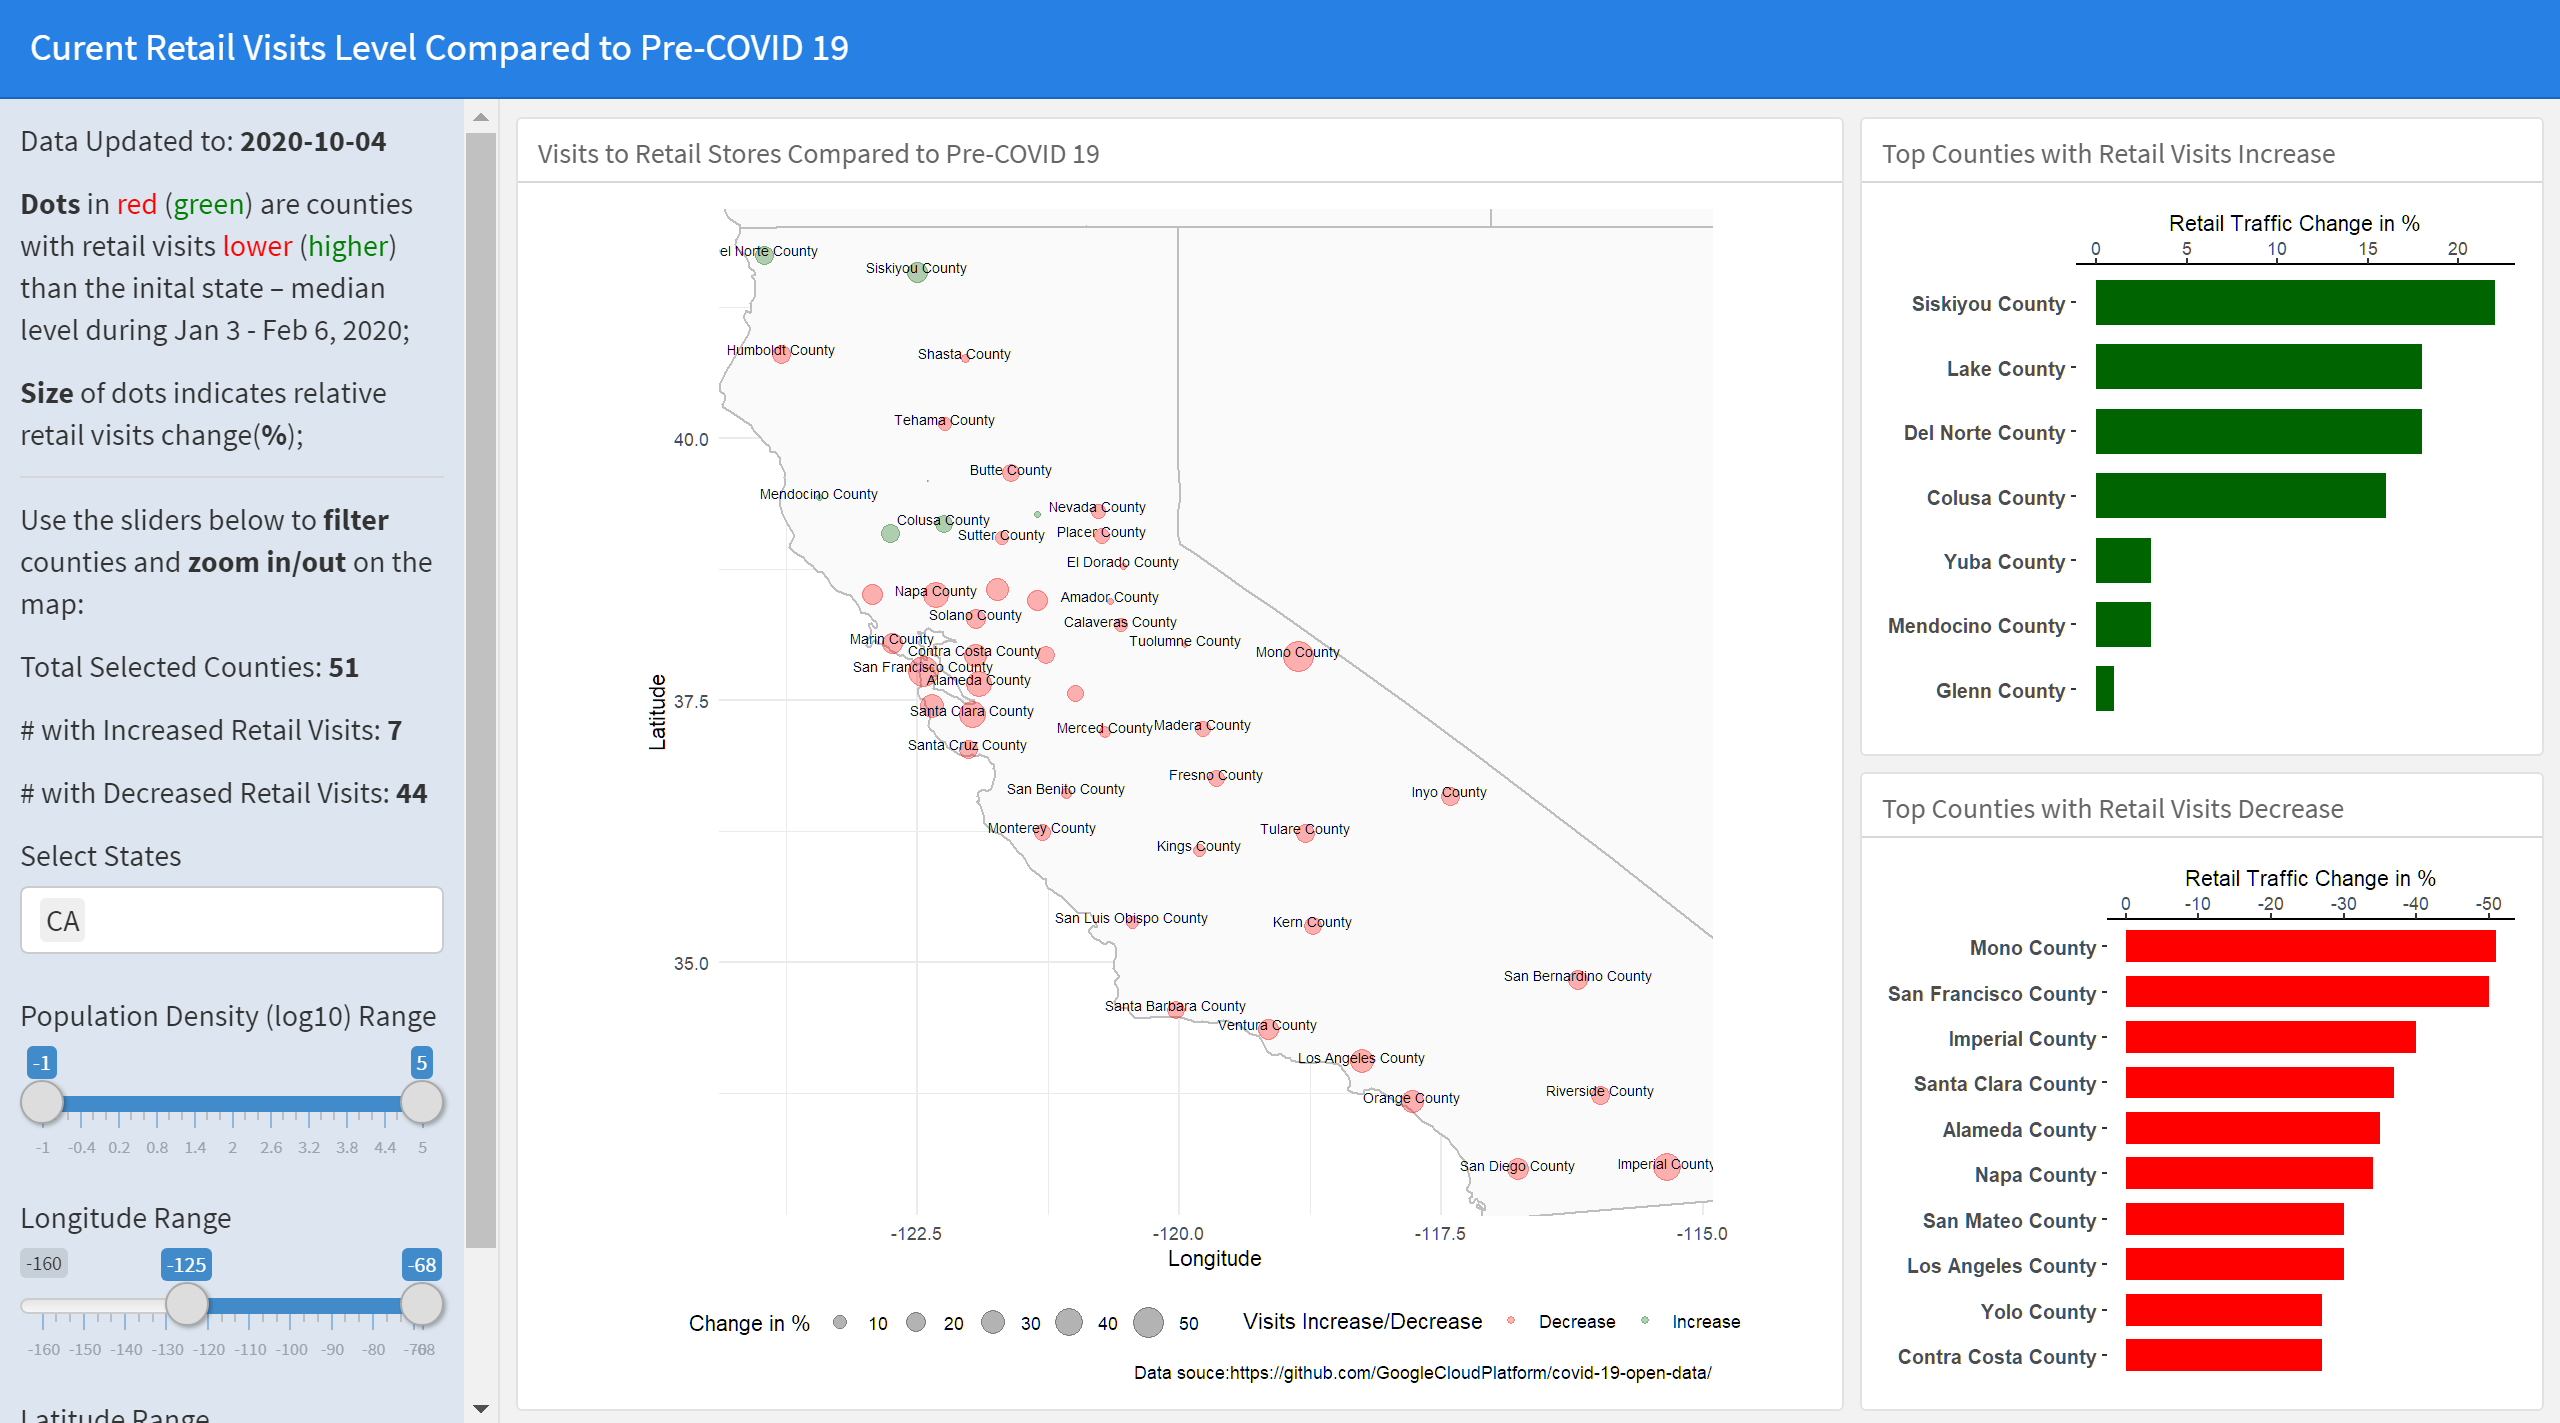 Curent Retail Visits Level Compared to Pre-COVID 19
Data Updated to: 2020-10-04
Dots in red (green) are counties
with retail visits lower (higher)
than the inital state – median
level during Jan 3 - Feb 6, 2020;
Size of dots indicates relative
retail visits change(%);
Use the sliders below to filter
counties and zoom in/out on the
map:
Total Selected Counties: 51
# with Increased Retail Visits: 7
# with Decreased Retail Visits: 44
Select States
CA
Population Density (log10) Range
-1 5
-1 -0.4 0.2 0.8 1.4 2 2.6 3.2 3.8 4.4 5
Longitude Range
-160 -125 -68
-160 -150 -140 -130 -120 -110 -100 -90 -80 -70 -68
Latitude Range
Visits to Retail Stores Compared to Pre-COVID 19
el Norte County
Siskiyou County
Humboldt County
Shasta County
Tehama County
40.0
Butte County
Mendocino County
Nevada County
Colusa County
Sutter County
Placer County
El Dorado County
Napa County
Amador County
Solano County
Calaveras County
Marin County
Tuolumne County
Contra Costa County
Mono County
San Francisco County
Alameda County
37.5
Latitude
Santa Clara County
Merced County
Madera County
Santa Cruz County
Fresno County
San Benito County
Inyo County
Monterey County
Tulare County
Kings County
San Luis Obispo County
Kern County
35.0
San Bernardino County
Santa Barbara County
Ventura County
Los Angeles County
Riverside County
Orange County
San Diego County
Imperial County
-122.5 -120.0 -117.5 -115.0
Longitude
Change in % 10 20 30 40 50 Visits Increase/Decrease Decrease Increase
Data souce:https://github.com/GoogleCloudPlatform/covid-19-open-data/
Top Counties with Retail Visits Increase
Retail Traffic Change in %
0 5 10 15 20
Siskiyou County
Lake County
Del Norte County
Colusa County
Yuba County
Mendocino County
Glenn County
Top Counties with Retail Visits Decrease
Retail Traffic Change in %
0 -10 -20 -30 -40 -50
Mono County
San Francisco County
Imperial County
Santa Clara County
Alameda County
Napa County
San Mateo County
Los Angeles County
Yolo County
Contra Costa County